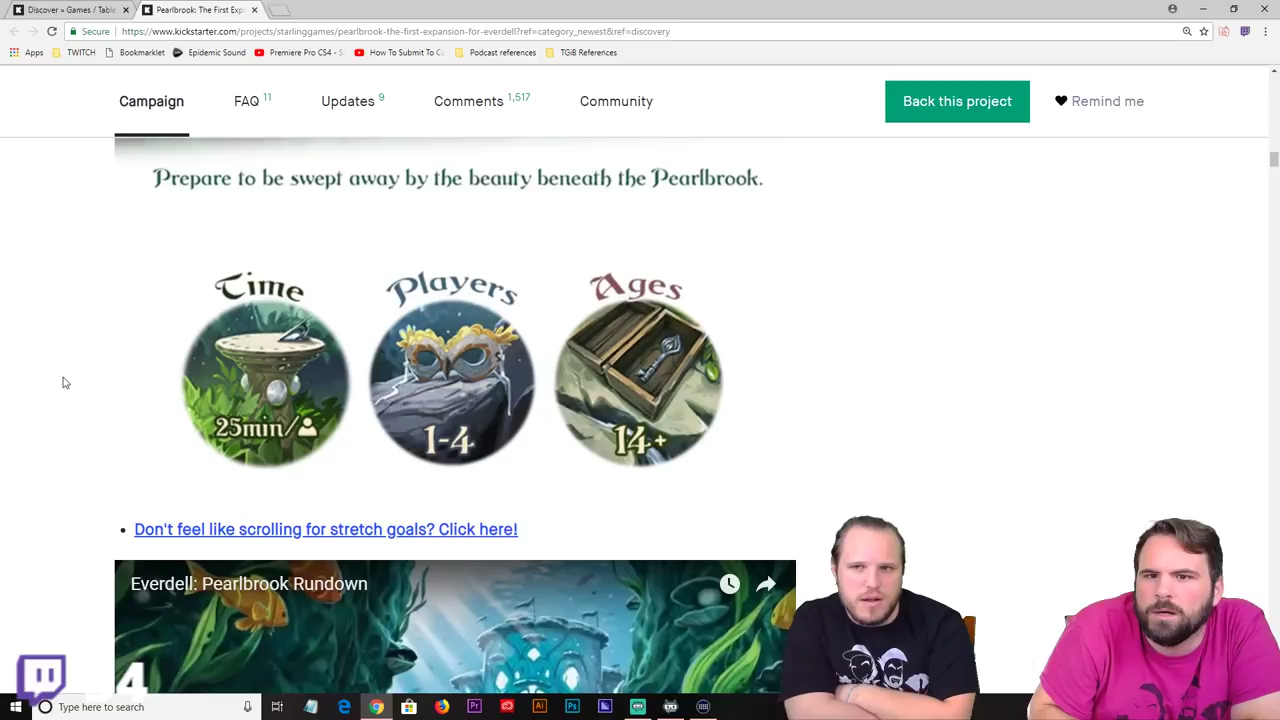 Discover » Games / Table
Pearlbrook: The First Exp
Secure
https://www.kickstarter.com/projects/starlinggames/pearlbrook-the-first-expansion-for-everdell?ref=category_newest&ref=discovery
Apps
TWITCH
Bookmarklet
Epidemic Sound
Premiere Pro CS4 - S
How To Submit To Co
Podcast references
TGiB References
Campaign
FAQ 11
Updates 9
Comments 1,517
Community
Back this project
Remind me
Prepare to be swept away by the beauty beneath the Pearlbrook.
Time
Players
Ages
25min/
1-4
14+
Don't feel like scrolling for stretch goals? Click here!
Everdell: Pearlbrook Rundown
Type here to search